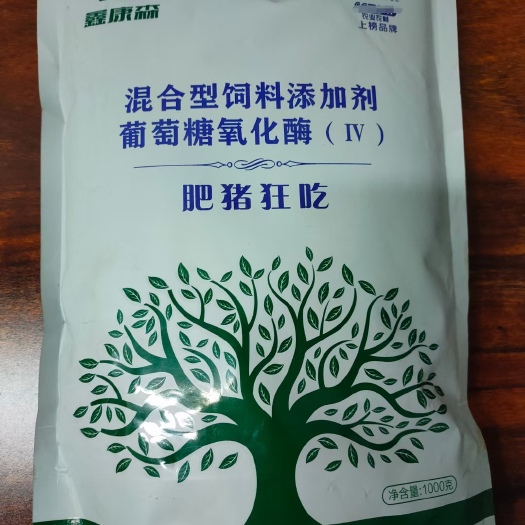 鑫康森
上榜品牌
混合型饲料添加剂
葡萄糖氧化酶（Ⅳ）
肥猪狂吃
净含量:1000克